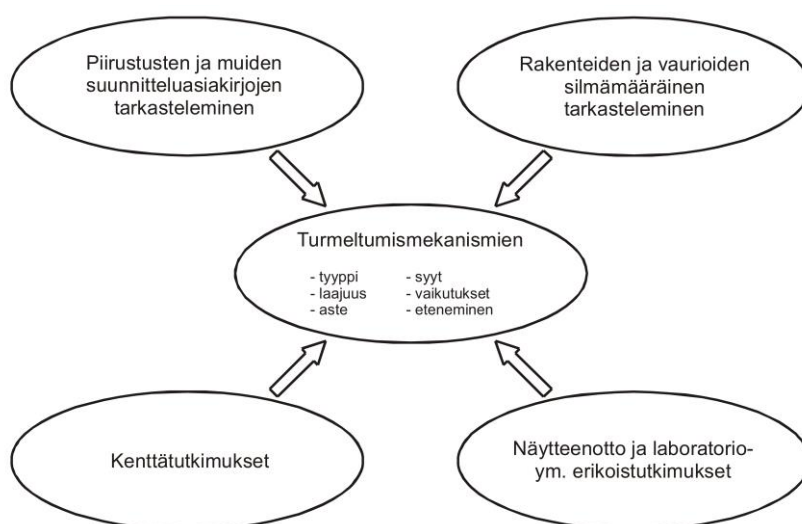 Piirustusten ja muiden
suunnitteluasiakirjojen
tarkasteleminen
Rakenteiden ja vaurioiden
silmämääräinen
tarkasteleminen
Turmeltumismekanismien
- tyyppi
- laajuus
- aste
- syyt
- vaikutukset
- eteneminen
Kenttätutkimukset
Näytteenotto ja laboratorio-
ym. erikoistutkimukset